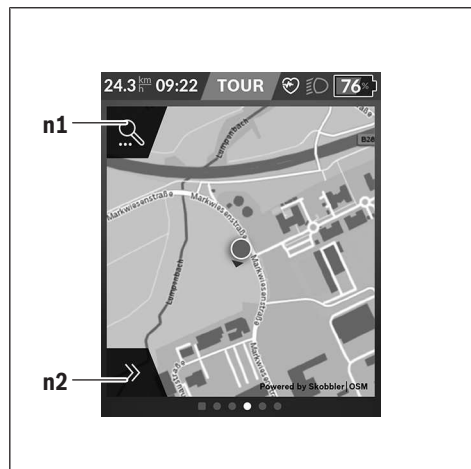 24.3 km/h 09:22 TOUR 76%
n1
B28
Lumpenbach
Markwiesenstraße
Markwiesenstraße
Markwiesenstraße
Lumpenbach
n2
Powered by Skobbler|OSM